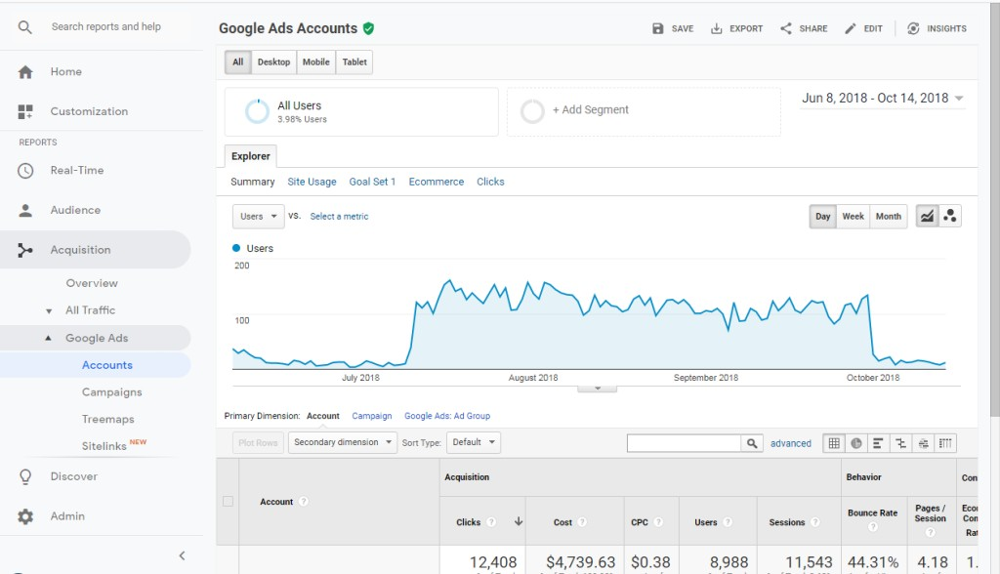 Search reports and help
Google Ads Accounts
SAVE EXPORT SHARE EDIT INSIGHTS
Home
Customization
REPORTS
Real-Time
Audience
Acquisition
Overview
All Traffic
Google Ads
Accounts
Campaigns
Treemaps
Sitelinks NEW
Discover
Admin
All Desktop Mobile Tablet
All Users
3.98% Users
+ Add Segment
Jun 8, 2018 - Oct 14, 2018
Explorer
Summary Site Usage Goal Set 1 Ecommerce Clicks
Users VS. Select a metric
Day Week Month
Users
200
100
July 2018 August 2018 September 2018 October 2018
Primary Dimension: Account Campaign Google Ads: Ad Group
Plot Rows Secondary dimension Sort Type: Default advanced
Account
Acquisition Behavior Con
Clicks Cost CPC Users Sessions Bounce Rate Pages / Session
12,408 $4,739.63 $0.38 8,988 11,543 44.31% 4.18 1.